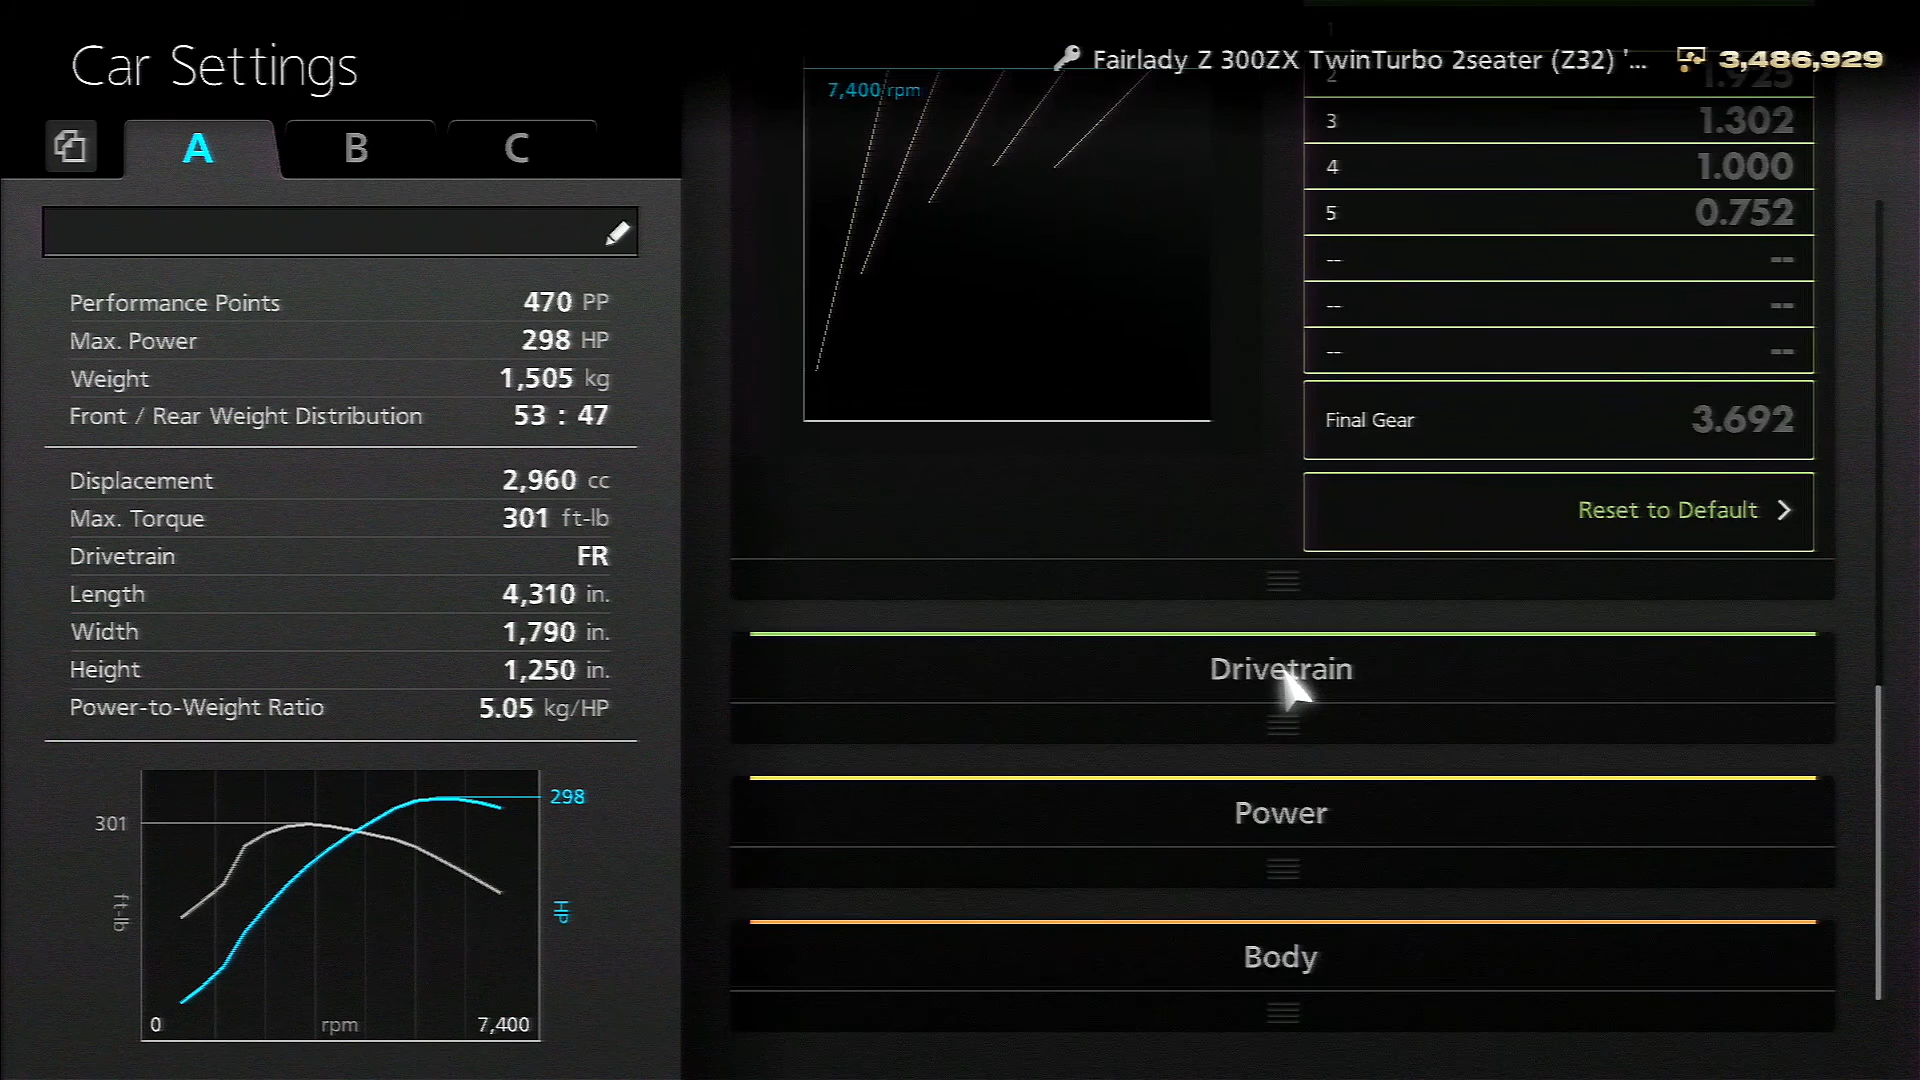 Car Settings
Fairlady Z 300ZX TwinTurbo 2seater (Z32) '...
3,486,929
A
B
C
Performance Points 470 PP
Max. Power 298 HP
Weight 1,505 kg
Front / Rear Weight Distribution 53 : 47
Displacement 2,960 cc
Max. Torque 301 ft-lb
Drivetrain FR
Length 4,310 in.
Width 1,790 in.
Height 1,250 in.
Power-to-Weight Ratio 5.05 kg/HP
298
301
ft-lb
HP
0 rpm 7,400
7,400 rpm
1
2 1.925
3 1.302
4 1.000
5 0.752
-- --
-- --
-- --
Final Gear 3.692
Reset to Default
Drivetrain
Power
Body